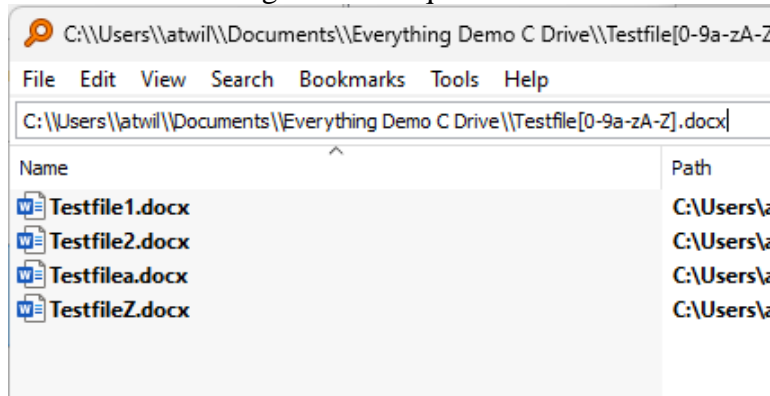 C:\\Users\\atwil\\Documents\\Everything Demo C Drive\\Testfile[0-9a-zA-Z
File Edit View Search Bookmarks Tools Help
C:\\Users\\atwil\\Documents\\Everything Demo C Drive\\Testfile[0-9a-zA-Z].docx
Name Path
Testfile1.docx C:\Users\a
Testfile2.docx C:\Users\a
Testfilea.docx C:\Users\a
TestfileZ.docx C:\Users\a